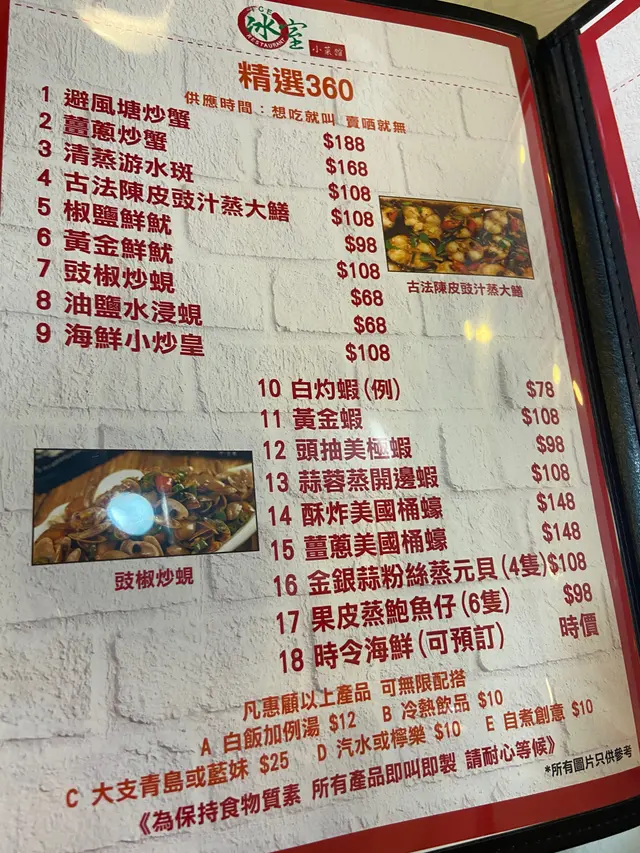 ICE
冰室
RESTAURANT
小菜館
精選360
供應時間：想吃就叫 賣哂就無
1 避風塘炒蟹 $188
2 薑蔥炒蟹 $168
3 清蒸游水斑 $108
4 古法陳皮豉汁蒸大鱔 $108
5 椒鹽鮮魷 $98
6 黃金鮮魷 $108
7 豉椒炒蜆 $68
8 油鹽水浸蜆 $68
9 海鮮小炒皇 $108
古法陳皮豉汁蒸大鱔
10 白灼蝦(例) $78
11 黃金蝦 $108
12 頭抽美極蝦 $98
13 蒜蓉蒸開邊蝦 $108
14 酥炸美國桶蠔 $148
15 薑蔥美國桶蠔 $148
16 金銀蒜粉絲蒸元貝(4隻) $108
17 果皮蒸鮑魚仔(6隻) $98
18 時令海鮮(可預訂) 時價
豉椒炒蜆
凡惠顧以上產品 可無限配搭
A 白飯加例湯 $12 B 冷熱飲品 $10
C 大支青島或藍妹 $25 D 汽水或檸樂 $10 E 自煮創意 $10
《為保持食物質素 所有產品即叫即製 請耐心等候》
*所有圖片只供參考